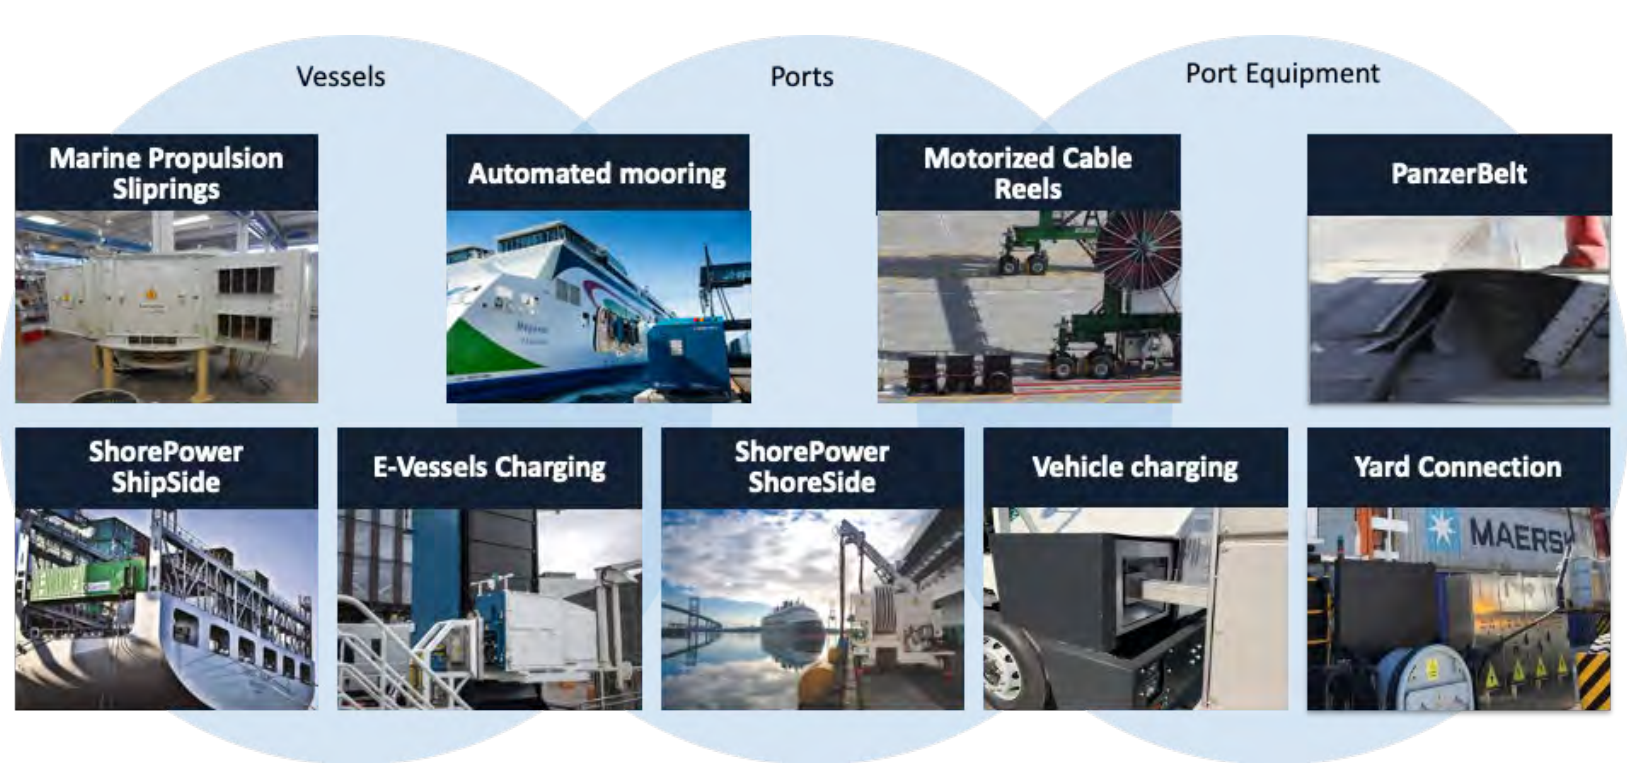 Vessels
Ports
Port Equipment
Marine Propulsion
Sliprings
Automated mooring
Motorized Cable
Reels
PanzerBelt
ShorePower
ShipSide
E-Vessels Charging
ShorePower
ShoreSide
Vehicle charging
Yard Connection
MAERSK